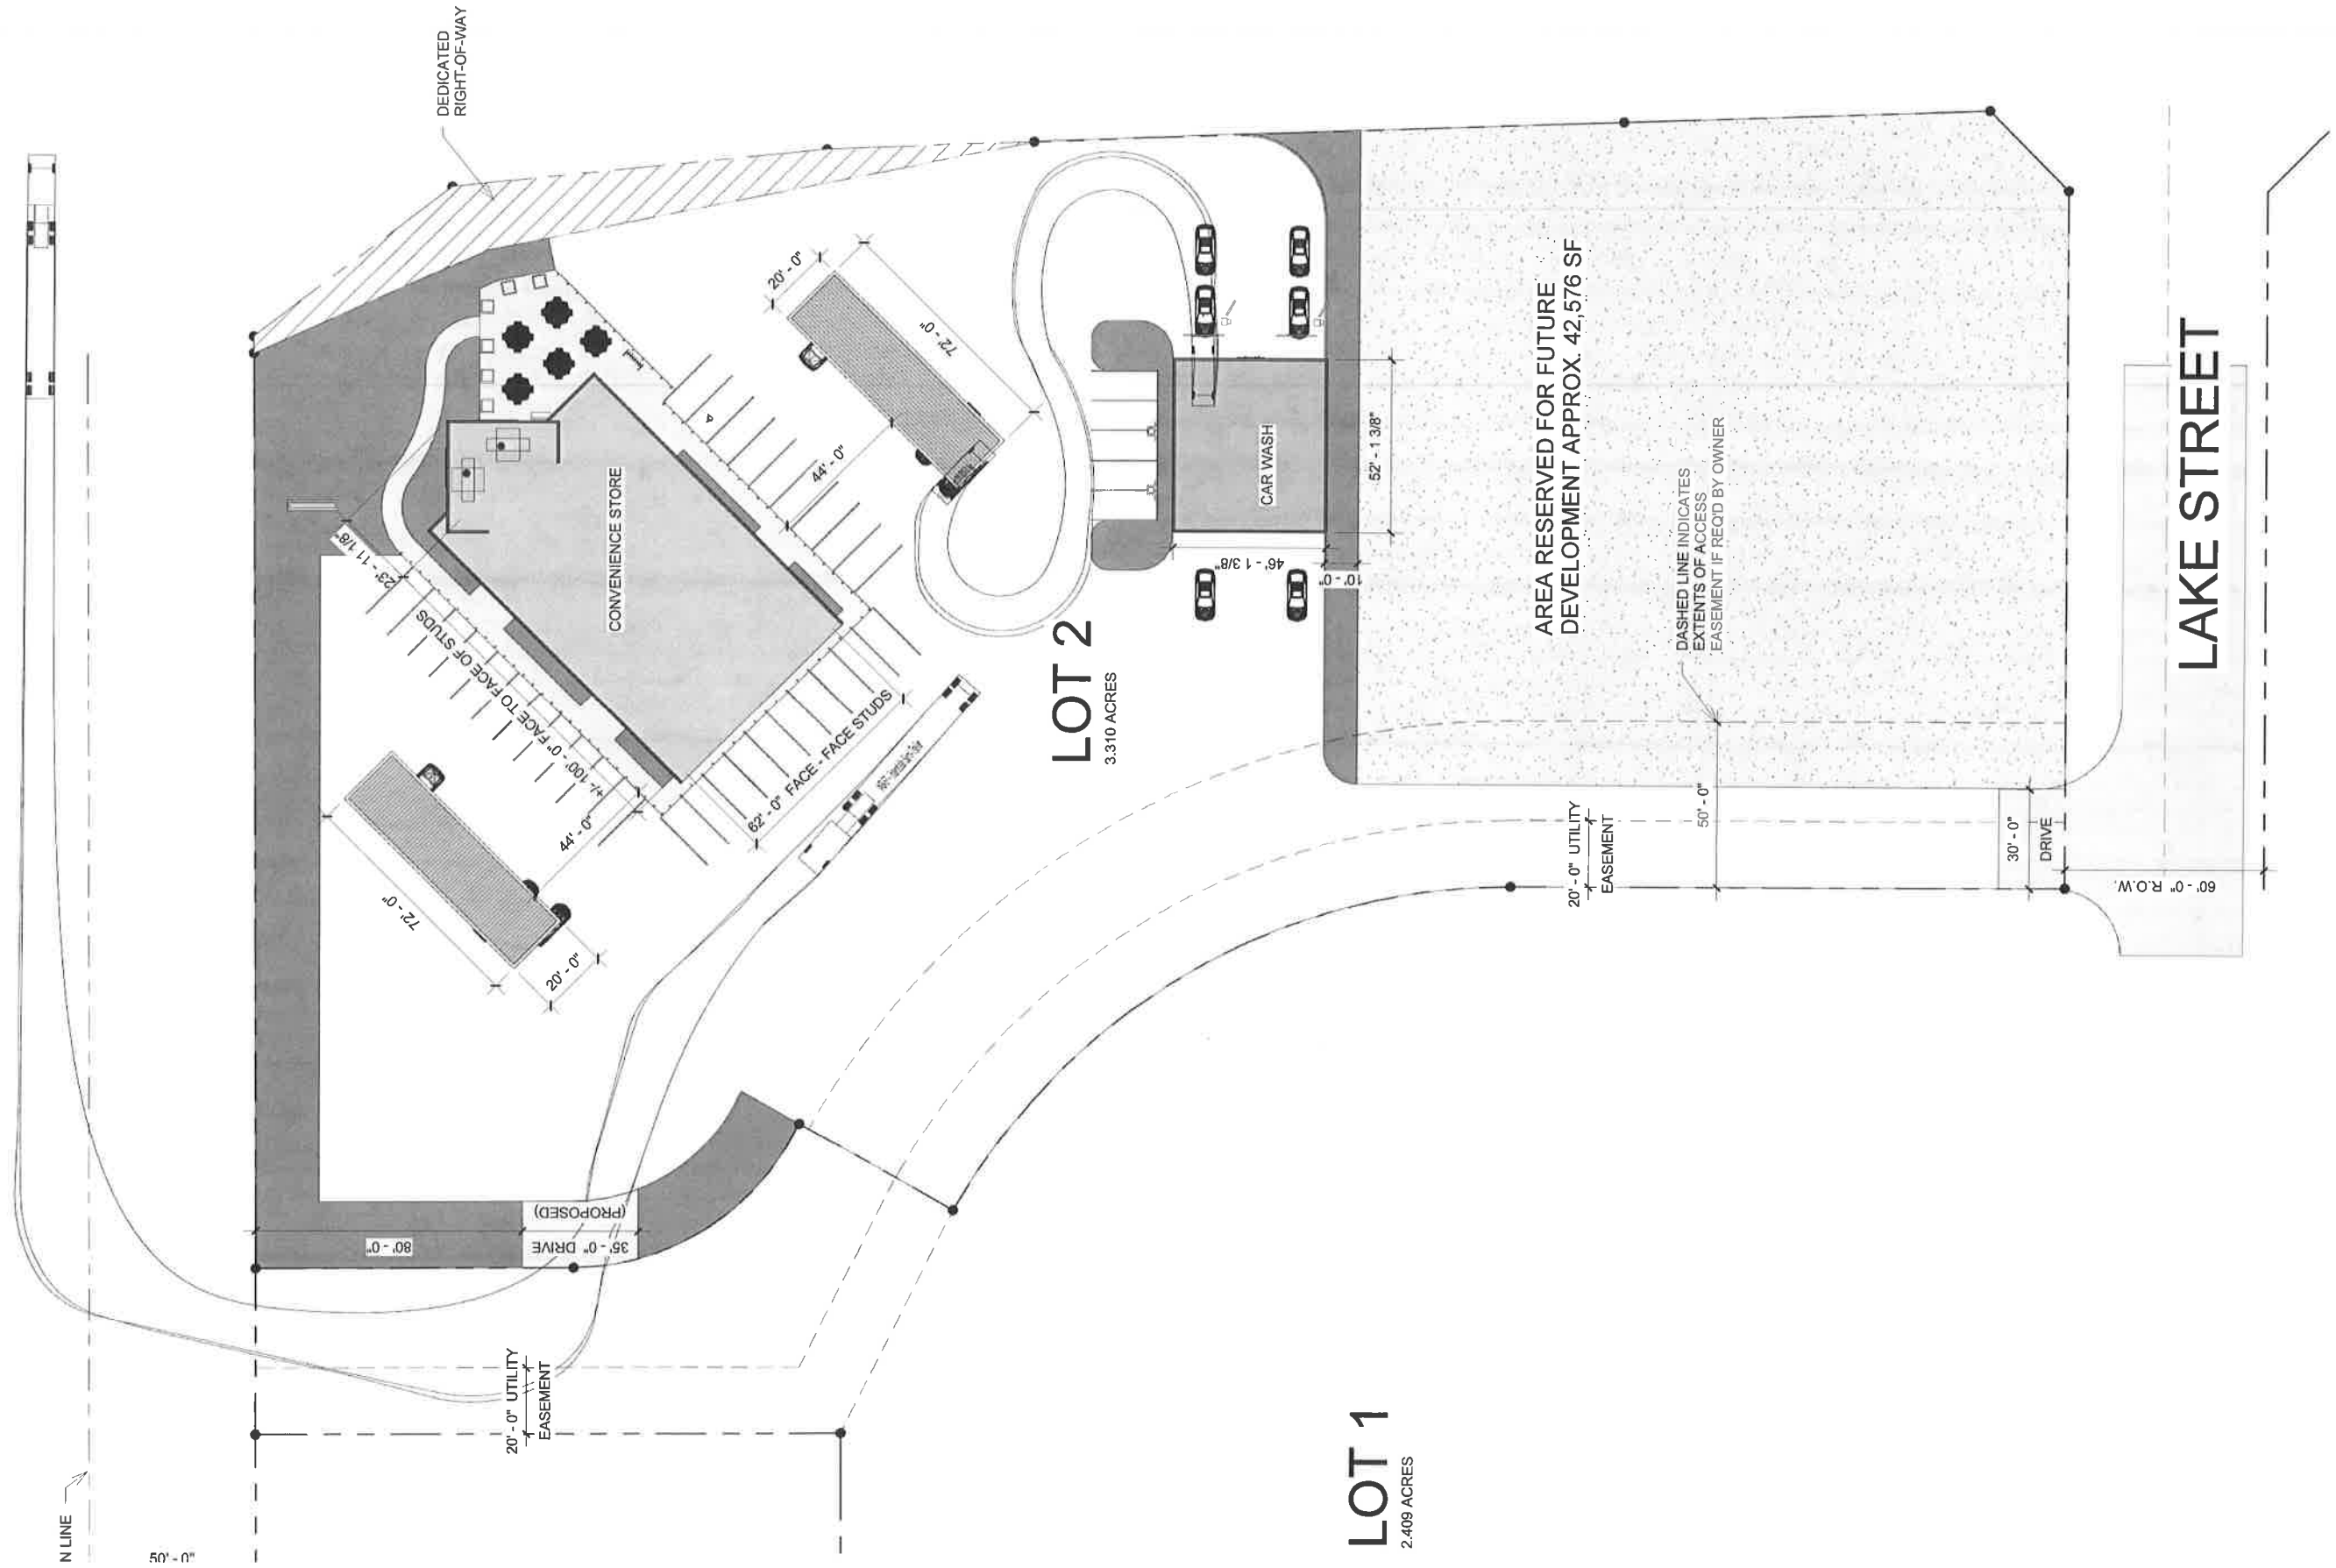 DEDICATED
RIGHT-OF-WAY
N LINE
50' - 0"
80' - 0"
35' - 0" DRIVE
(PROPOSED)
20' - 0" UTILITY
EASEMENT
72' - 0"
20' - 0"
44' - 0"
+/- 100' - 0" FACE TO FACE OF STUDS
23' - 11 1/8"
CONVENIENCE STORE
62' - 0" FACE - FACE STUDS
20' - 0"
72' - 0"
44' - 0"
LOT 2
3.310 ACRES
CAR WASH
46' - 1 3/8"
10' - 0"
52' - 1 3/8"
AREA RESERVED FOR FUTURE
DEVELOPMENT APPROX. 42,576 SF
DASHED LINE INDICATES
EXTENTS OF ACCESS
EASEMENT IF REQ'D BY OWNER
50' - 0"
20' - 0" UTILITY
EASEMENT
30' - 0"
DRIVE
60' - 0" R.O.W.
LAKE STREET
LOT 1
2.409 ACRES